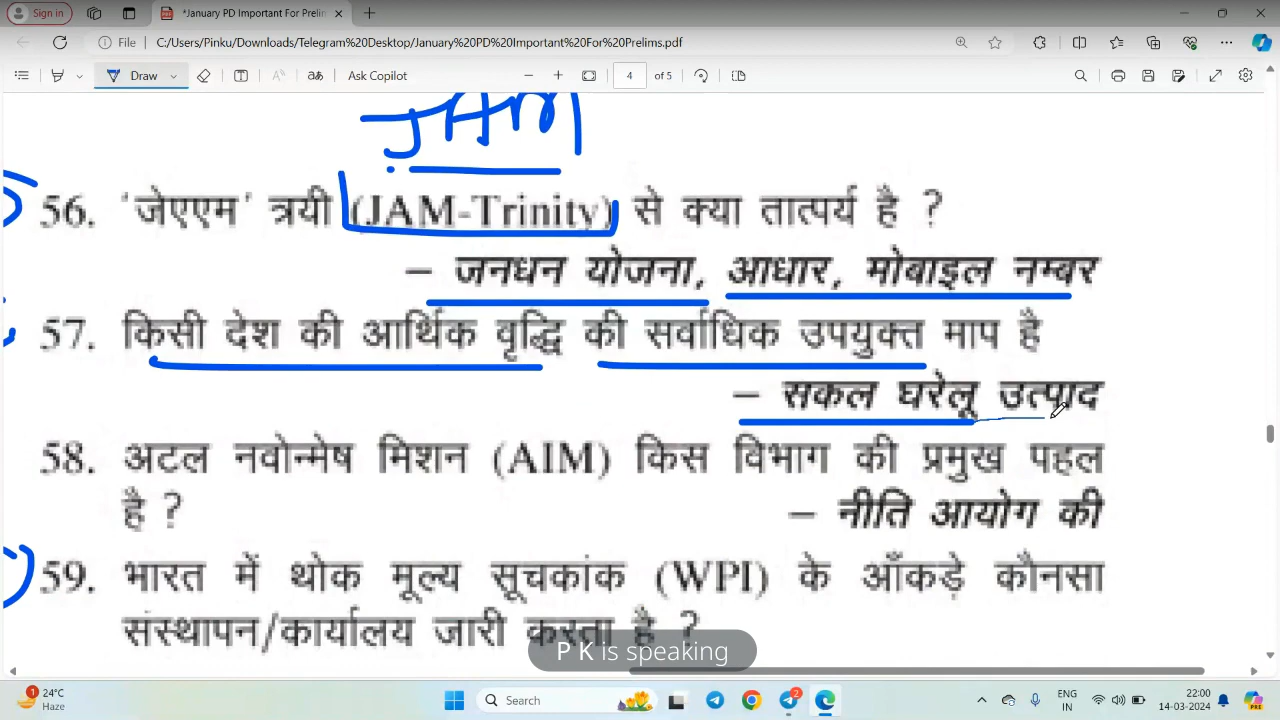 Sign in
*January PD Important For Prelim
File
C:/Users/Pinku/Downloads/Telegram%20Desktop/January%20PD%20Important%20For%20Prelims.pdf
Draw
Ask Copilot
4 of 5
JAM
56. 'जेएएम' त्रयी (JAM-Trinity) से क्या तात्पर्य है ?
– जनधन योजना, आधार, मोबाइल नम्बर
57. किसी देश की आर्थिक वृद्धि की सर्वाधिक उपयुक्त माप है
– सकल घरेलू उत्पाद
58. अटल नवोन्मेष मिशन (AIM) किस विभाग की प्रमुख पहल
है ? – नीति आयोग की
59. भारत में थोक मूल्य सूचकांक (WPI) के आँकड़े कौनसा
संस्थापन/कार्यालय जारी करता है ?
P K is speaking
1
24°C
Haze
Search
2
ENG
IN
22:00
14-03-2024